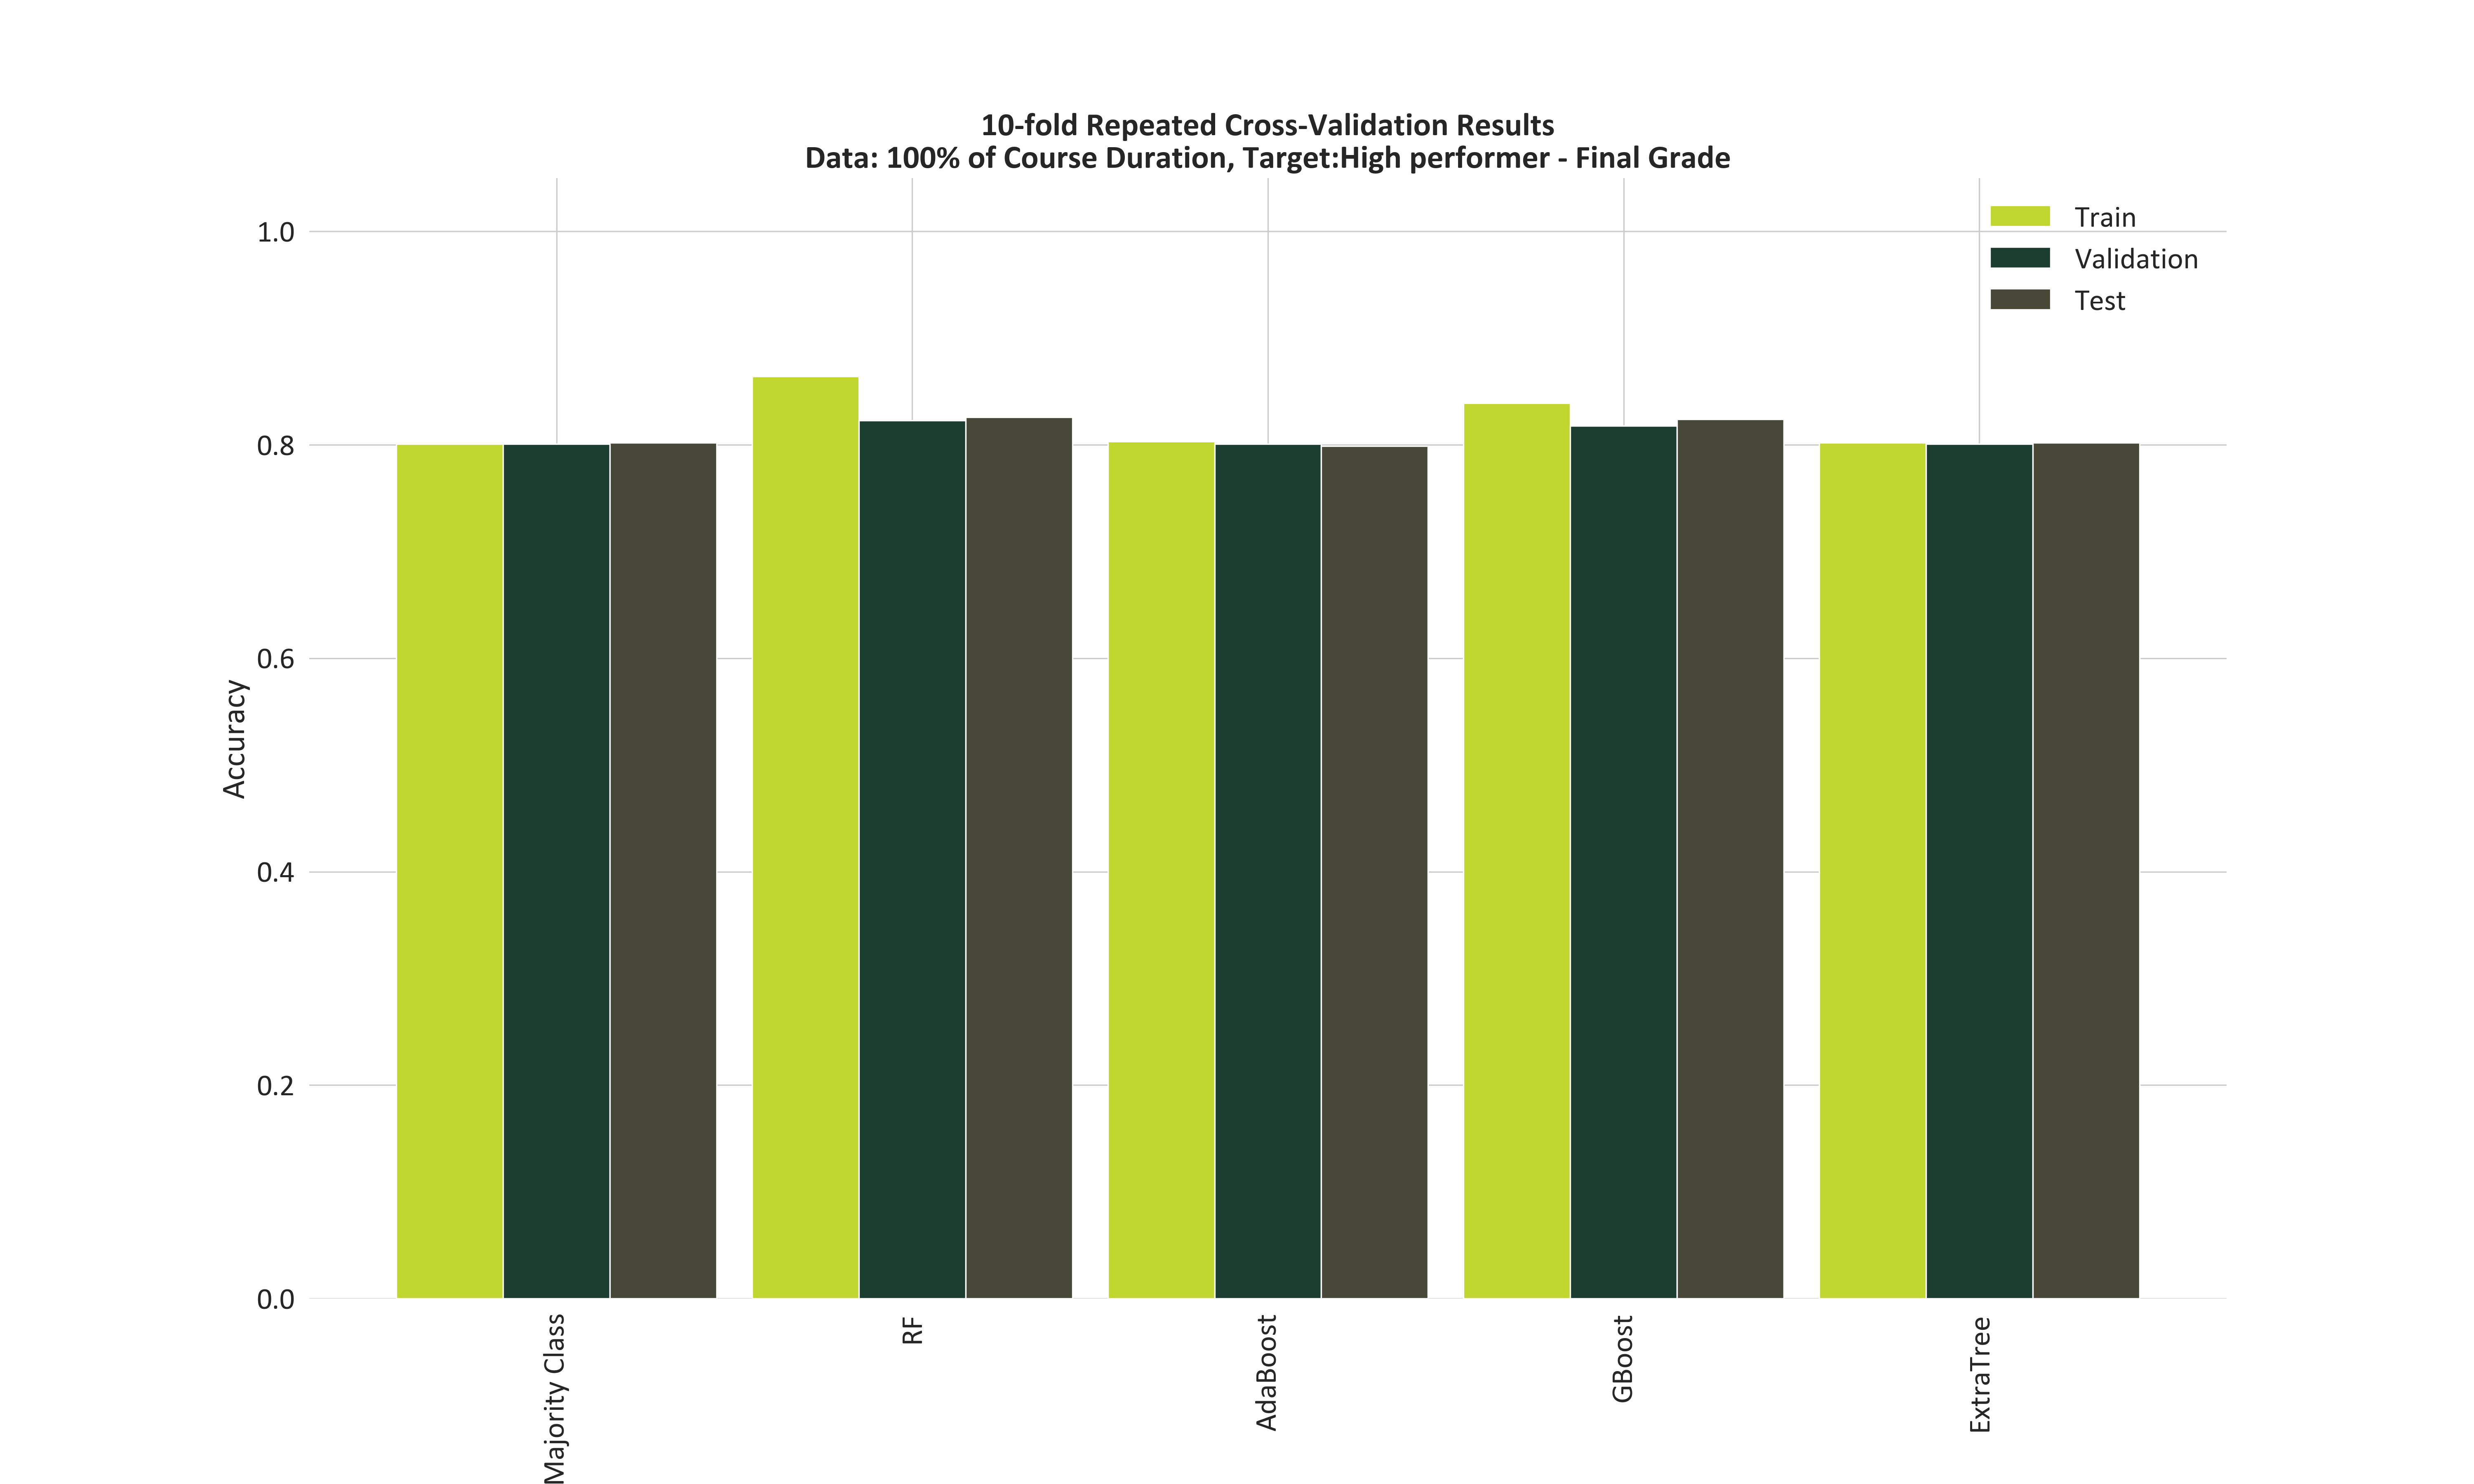 10-fold Repeated Cross-Validation Results
Data: 100% of Course Duration, Target:High performer - Final Grade
Train
Validation
Test
Accuracy
1.0
0.8
0.6
0.4
0.2
0.0
Majority Class
RF
AdaBoost
GBoost
ExtraTree